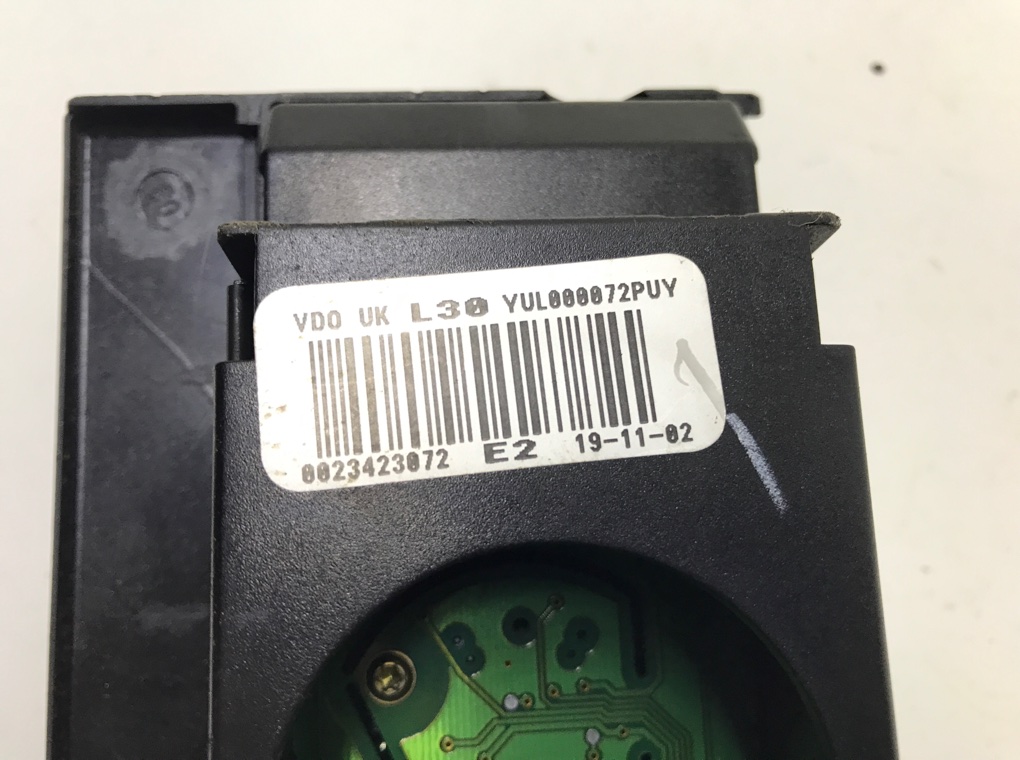 VDO UK L30 YUL000072PUY
0023423072 E2 19-11-02